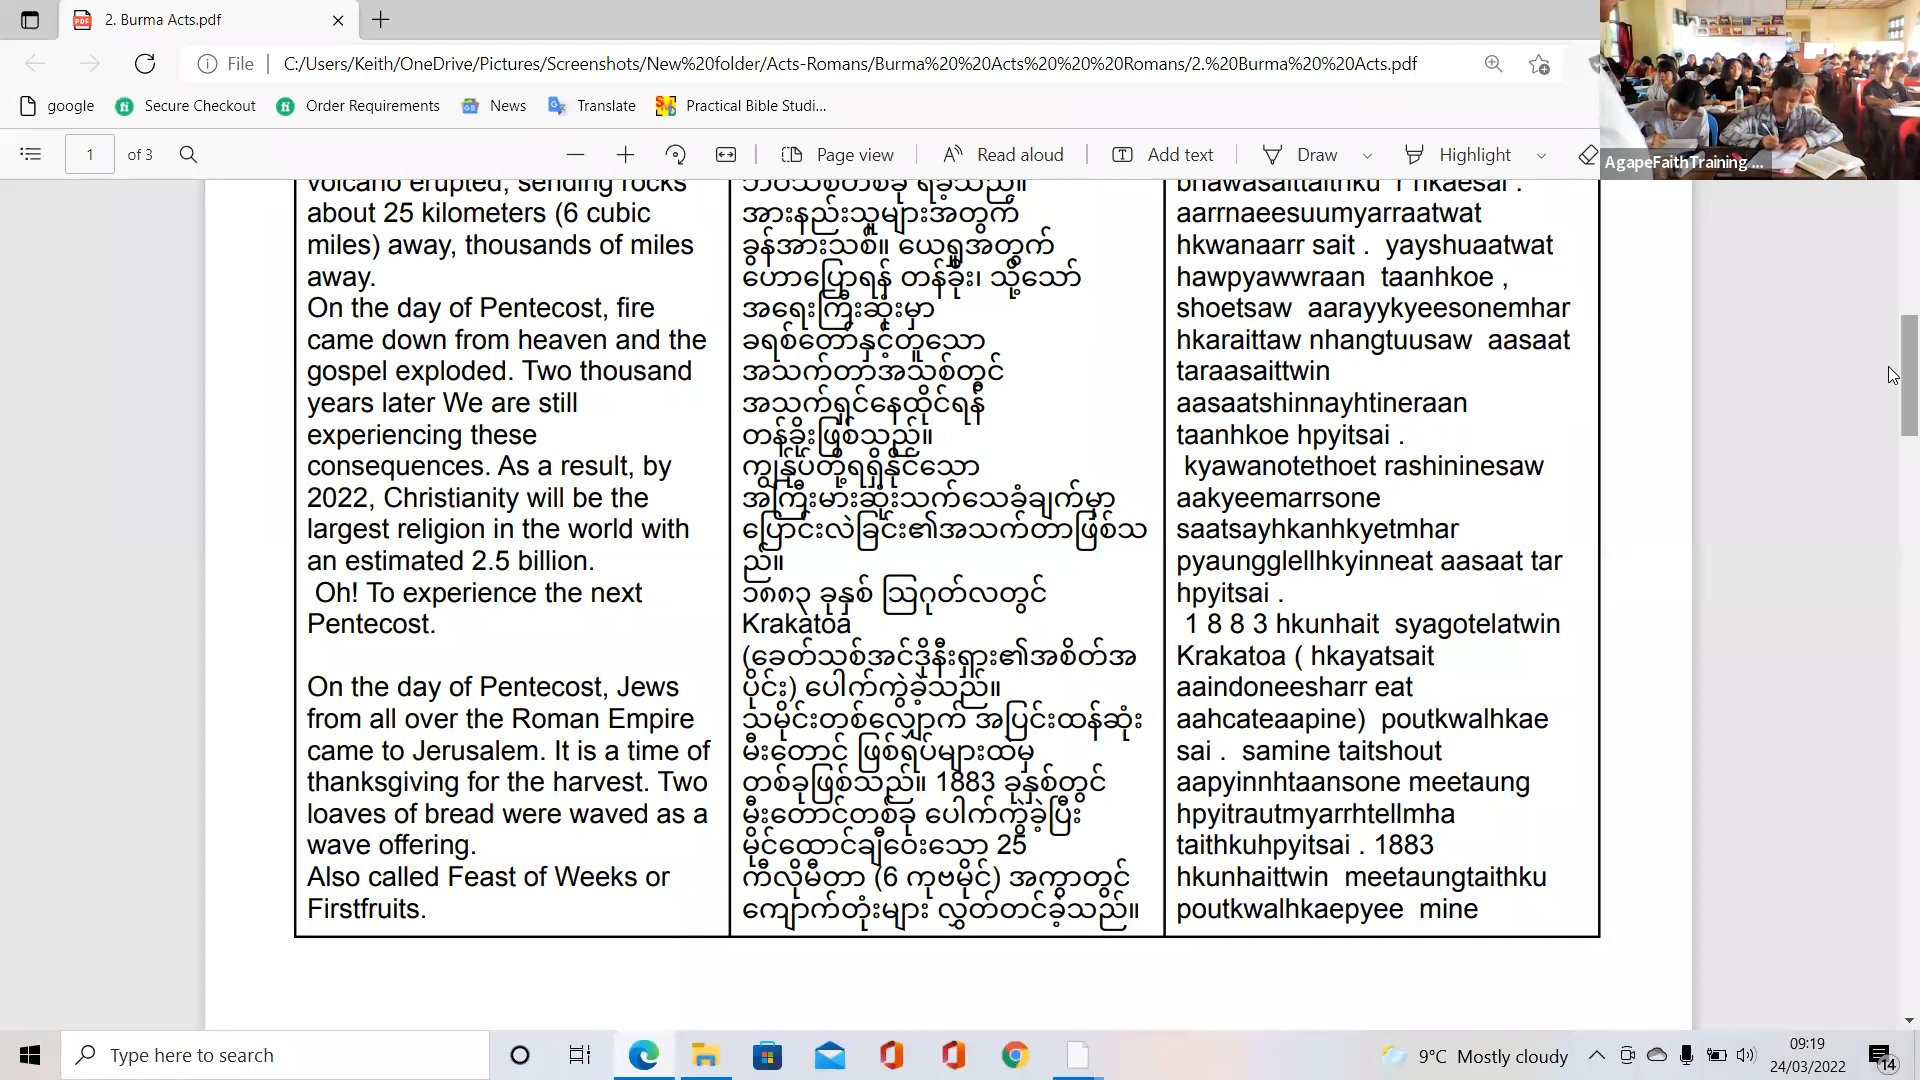 2. Burma Acts.pdf
File
C:/Users/Keith/OneDrive/Pictures/Screenshots/New%20folder/Acts-Romans/Burma%20%20Acts%20%20%20Romans/2.%20Burma%20%20Acts.pdf
google
Secure Checkout
Order Requirements
News
Translate
Practical Bible Studi...
1
of 3
Page view
Read aloud
Add text
Draw
Highlight
AgapeFaithTraining ...
volcano erupted, sending rocks
about 25 kilometers (6 cubic
miles) away, thousands of miles
away.
On the day of Pentecost, fire
came down from heaven and the
gospel exploded. Two thousand
years later We are still
experiencing these
consequences. As a result, by
2022, Christianity will be the
largest religion in the world with
an estimated 2.5 billion.
Oh! To experience the next
Pentecost.
On the day of Pentecost, Jews
from all over the Roman Empire
came to Jerusalem. It is a time of
thanksgiving for the harvest. Two
loaves of bread were waved as a
wave offering.
Also called Feast of Weeks or
Firstfruits.
ဘဝသစ်တစ်ခု ရခဲ့သည်။
အားနည်းသူများအတွက်
ခွန်အားသစ်။ ယေရှုအတွက်
ဟောပြောရန် တန်ခိုး၊ သို့သော်
အရေးကြီးဆုံးမှာ
ခရစ်တော်နှင့်တူသော
အသက်တာအသစ်တွင်
အသက်ရှင်နေထိုင်ရန်
တန်ခိုးဖြစ်သည်။
ကျွန်ုပ်တို့ရရှိနိုင်သော
အကြီးမားဆုံးသက်သေခံချက်မှာ
ပြောင်းလဲခြင်း၏အသက်တာဖြစ်သ
ည်။
၁၈၈၃ ခုနှစ် ဩဂုတ်လတွင်
Krakatoa
(ခေတ်သစ်အင်ဒိုနီးရှား၏အစိတ်အ
ပိုင်း) ပေါက်ကွဲခဲ့သည်။
သမိုင်းတစ်လျှောက် အပြင်းထန်ဆုံး
မီးတောင် ဖြစ်ရပ်များထဲမှ
တစ်ခုဖြစ်သည်။ 1883 ခုနှစ်တွင်
မီးတောင်တစ်ခု ပေါက်ကွဲခဲ့ပြီး
မိုင်ထောင်ချီဝေးသော 25
ကီလိုမီတာ (6 ကုဗမိုင်) အကွာတွင်
ကျောက်တုံးများ လွှတ်တင်ခဲ့သည်။
bhawasaittaithku r hkaesai .
aarrnaeesuumyarraatwat
hkwanaarr sait . yayshuaatwat
hawpyawwraan taanhkoe ,
shoetsaw aarayykyeesonemhar
hkaraittaw nhangtuusaw aasaat
taraasaittwin
aasaatshinnayhtineraan
taanhkoe hpyitsai .
kyawanotethoet rashininesaw
aakyeemarrsone
saatsayhkanhkyetmhar
pyaungglellhkyinneat aasaat tar
hpyitsai .
1 8 8 3 hkunhait syagotelatwin
Krakatoa ( hkayatsait
aaindoneesharr eat
aahcateaapine) poutkwalhkae
sai . samine taitshout
aapyinnhtaansone meetaung
hpyitrautmyarrhtellmha
taithkuhpyitsai . 1883
hkunhaittwin meetaungtaithku
poutkwalhkaepyee mine
Type here to search
9°C Mostly cloudy
09:19
24/03/2022
14